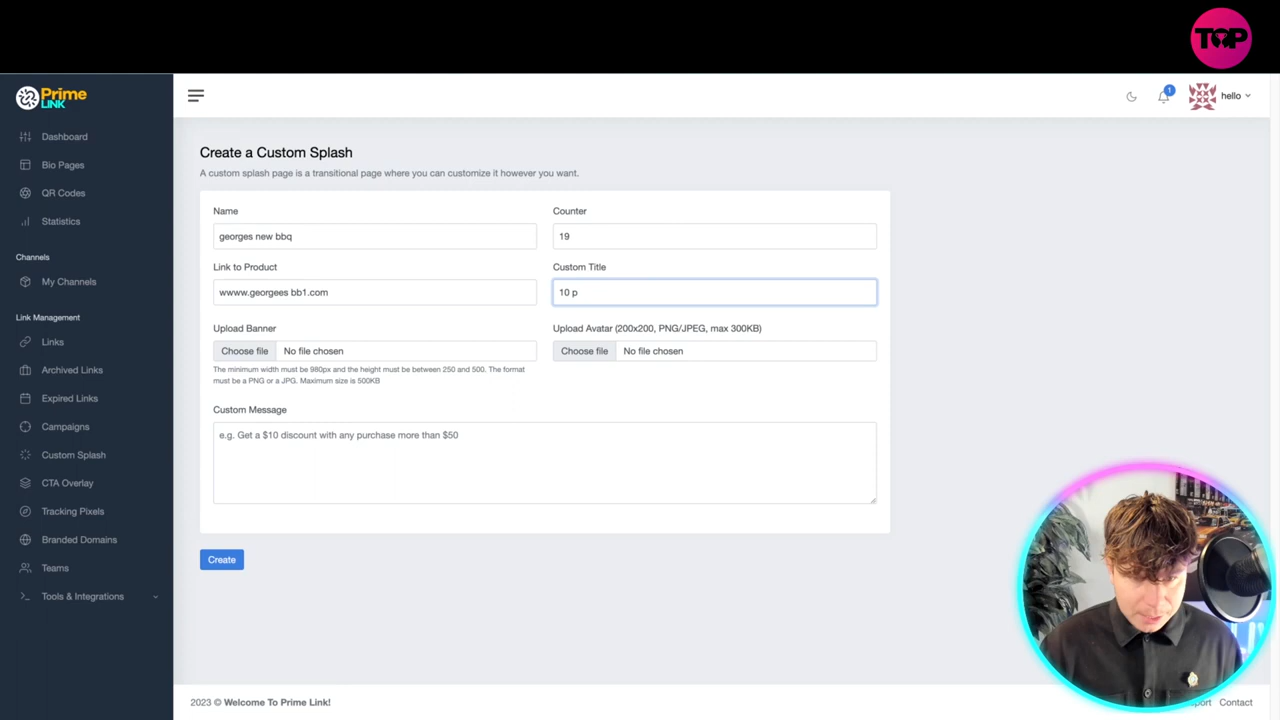 TOP
Prime
LINK
1
hello
Dashboard
Bio Pages
QR Codes
Statistics
Channels
My Channels
Link Management
Links
Archived Links
Expired Links
Campaigns
Custom Splash
CTA Overlay
Tracking Pixels
Branded Domains
Teams
Tools & Integrations
Create a Custom Splash
A custom splash page is a transitional page where you can customize it however you want.
Name
georges new bbq
Counter
19
Link to Product
wwww.georgees bb1.com
Custom Title
10 p
Upload Banner
Choose file No file chosen
The minimum width must be 980px and the height must be between 250 and 500. The format
must be a PNG or a JPG. Maximum size is 500KB
Upload Avatar (200x200, PNG/JPEG, max 300KB)
Choose file No file chosen
Custom Message
e.g. Get a $10 discount with any purchase more than $50
Create
2023 © Welcome To Prime Link!
Contact